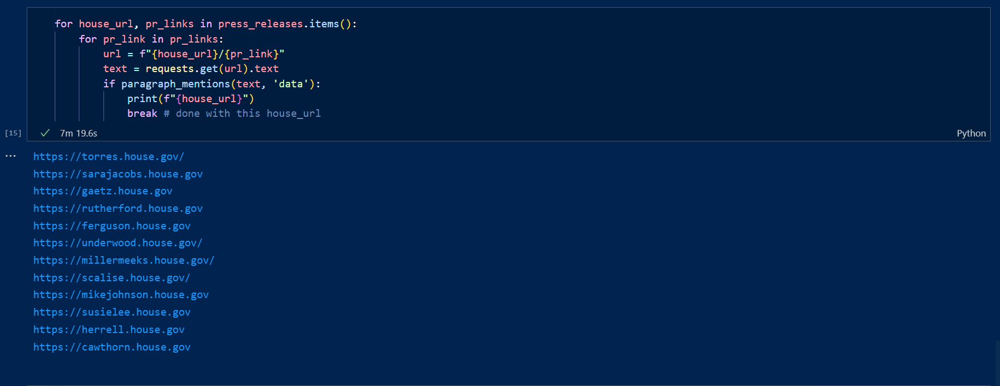 for house_url, pr_links in press_releases.items():
    for pr_link in pr_links:
        url = f"{house_url}/{pr_link}"
        text = requests.get(url).text
        if paragraph_mentions(text, 'data'):
            print(f"{house_url}")
            break # done with this house_url
[15] ✓ 7m 19.6s Python
... https://torres.house.gov/
https://sarajacobs.house.gov
https://gaetz.house.gov
https://rutherford.house.gov
https://ferguson.house.gov
https://underwood.house.gov/
https://millermeeks.house.gov/
https://scalise.house.gov/
https://mikejohnson.house.gov
https://susielee.house.gov
https://herrell.house.gov
https://cawthorn.house.gov